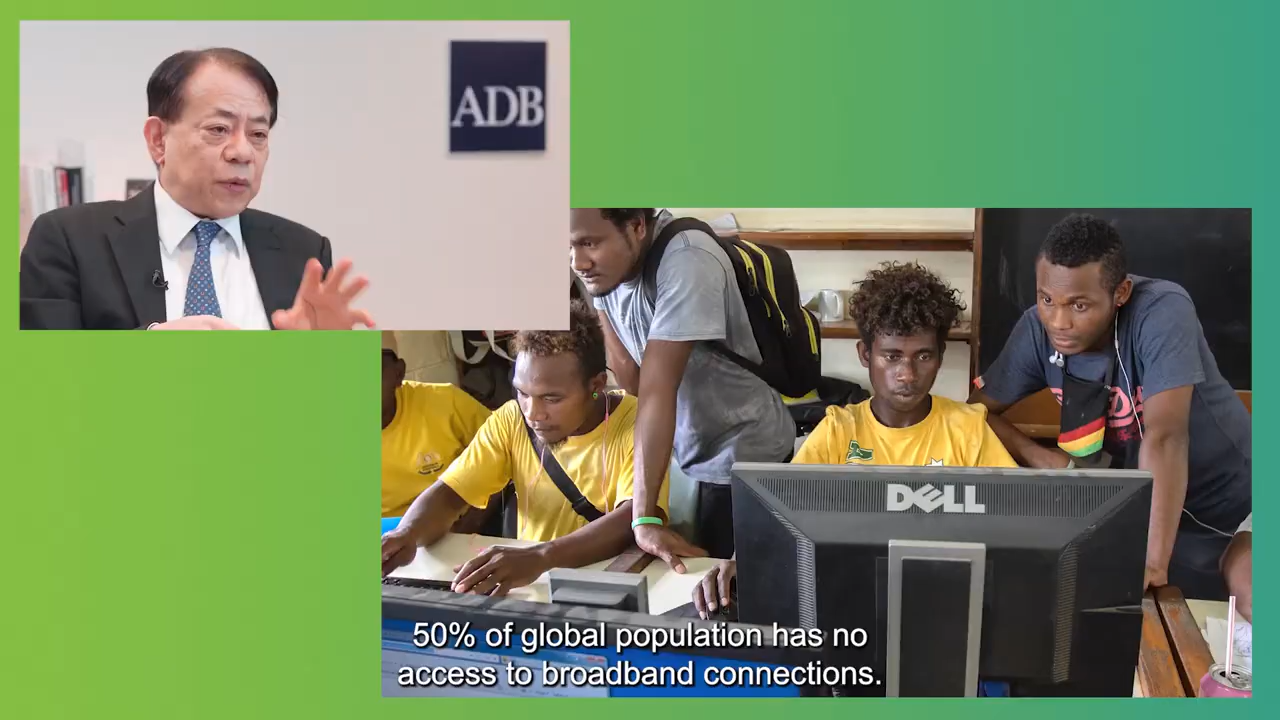 ADB
DELL
50% of global population has no
access to broadband connections.